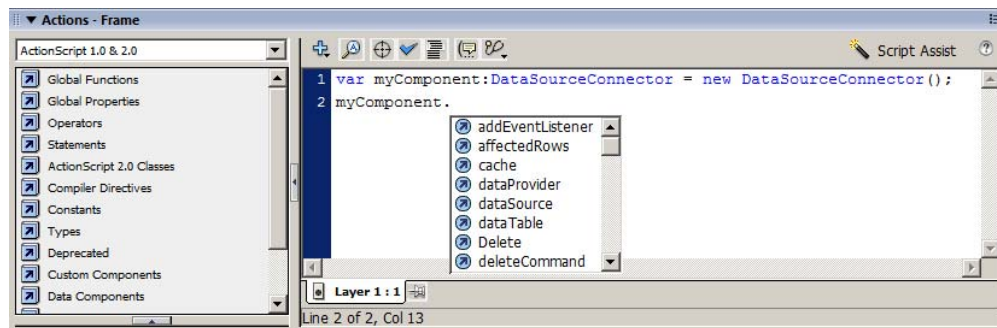 Actions - Frame
ActionScript 1.0 & 2.0
Global Functions
Global Properties
Operators
Statements
ActionScript 2.0 Classes
Compiler Directives
Constants
Types
Deprecated
Custom Components
Data Components
Script Assist
1 var myComponent:DataSourceConnector = new DataSourceConnector();
2 myComponent.
addEventListener
affectedRows
cache
dataProvider
dataSource
dataTable
Delete
deleteCommand
Layer 1 : 1
Line 2 of 2, Col 13